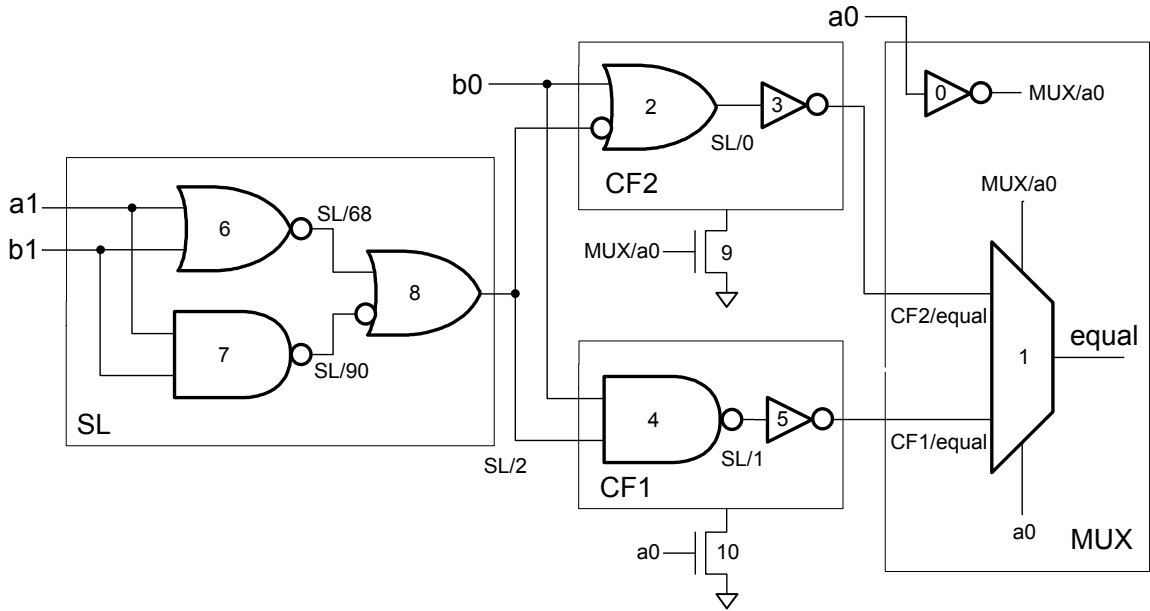 a0
b0
2
3
0
MUX/a0
SL/0
CF2
a1
SL/68
6
MUX/a0
b1
MUX/a0
9
8
CF2/equal
equal
7
1
SL/90
SL
4
5
CF1/equal
SL/2
SL/1
CF1
a0
10
a0
MUX